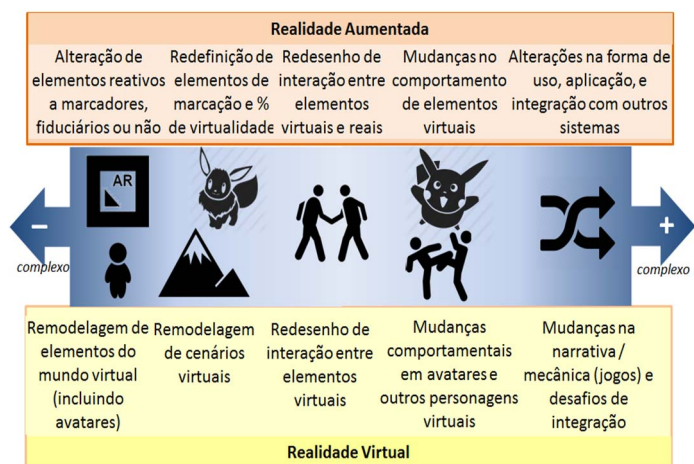 Realidade Aumentada
Alteração de
elementos reativos
a marcadores,
fiduciários ou não
Redefinição de
elementos de
marcação e %
de virtualidade
Redesenho de
interação entre
elementos
virtuais e reais
Mudanças no
comportamento
de elementos
virtuais
Alterações na forma de
uso, aplicação, e
integração com outros
sistemas
AR
–
complexo
+
complexo
Remodelagem de
elementos do
mundo virtual
(incluindo
avatares)
Remodelagem
de cenários
virtuais
Redesenho de
interação entre
elementos
virtuais
Mudanças
comportamentais
em avatares e
outros personagens
virtuais
Mudanças na
narrativa /
mecânica (jogos) e
desafios de
integração
Realidade Virtual